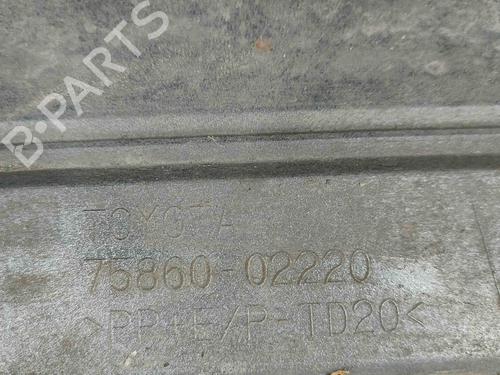 B-PARTS
TOYOTA
75860-02220
>PP+E/P-TD20<